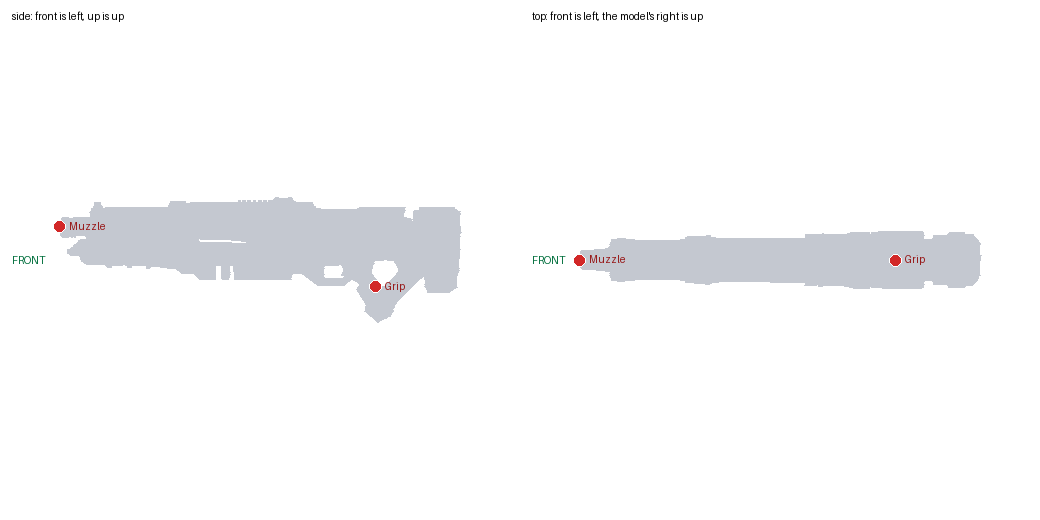 side: front is left, up is up
top: front is left, the model's right is up
Muzzle
FRONT
Grip
Muzzle
FRONT
Grip